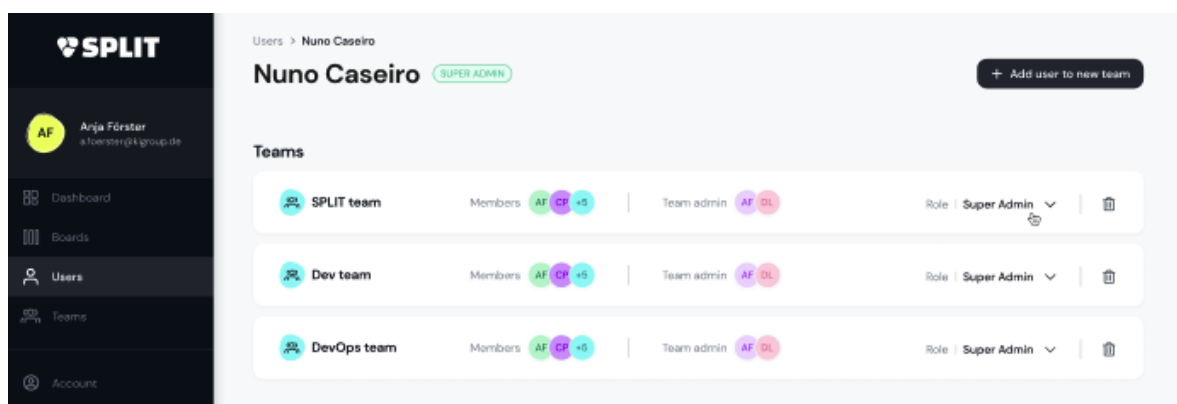 SPLIT
AF
Anja Förster
a.foerster@kigroup.de
Dashboard
Boards
Users
Teams
Account
Users > Nuno Caseiro
Nuno Caseiro SUPER ADMIN
+ Add user to new team
Teams
SPLIT team Members AF CP +5 Team admin AF DL Role | Super Admin
Dev team Members AF CP +5 Team admin AF DL Role | Super Admin
DevOps team Members AF CP +5 Team admin AF DL Role | Super Admin